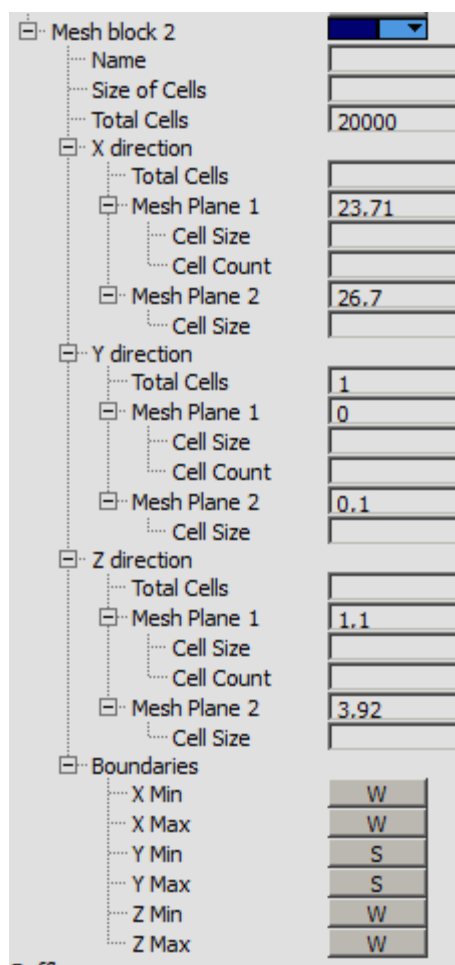 Mesh block 2
Name
Size of Cells
Total Cells 20000
X direction
Total Cells
Mesh Plane 1 23.71
Cell Size
Cell Count
Mesh Plane 2 26.7
Cell Size
Y direction
Total Cells 1
Mesh Plane 1 0
Cell Size
Cell Count
Mesh Plane 2 0.1
Cell Size
Z direction
Total Cells
Mesh Plane 1 1.1
Cell Size
Cell Count
Mesh Plane 2 3.92
Cell Size
Boundaries
X Min W
X Max W
Y Min S
Y Max S
Z Min W
Z Max W